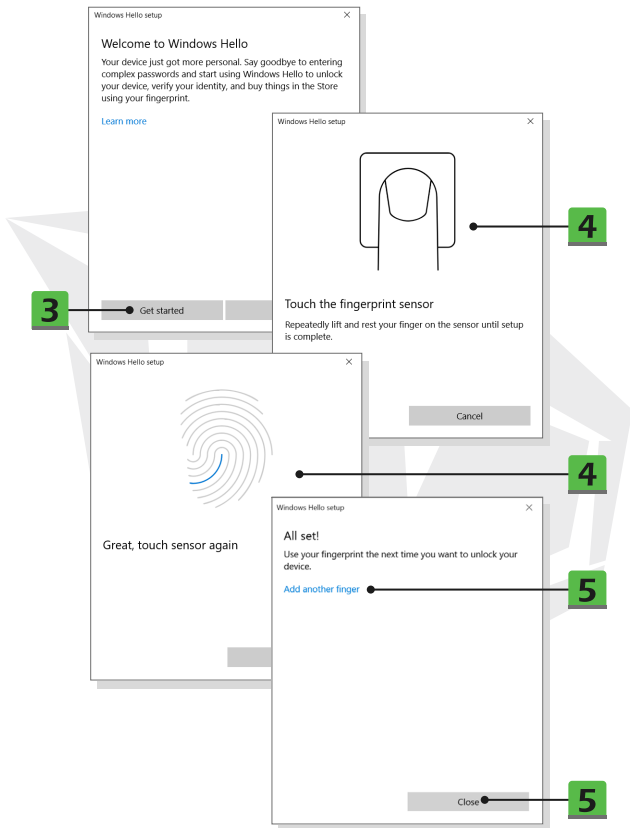 Windows Hello setup
Welcome to Windows Hello
Your device just got more personal. Say goodbye to entering
complex passwords and start using Windows Hello to unlock
your device, verify your identity, and buy things in the Store
using your fingerprint.
Learn more
3
Get started
Windows Hello setup
4
Touch the fingerprint sensor
Repeatedly lift and rest your finger on the sensor until setup
is complete.
Cancel
Windows Hello setup
4
Great, touch sensor again
Windows Hello setup
All set!
Use your fingerprint the next time you want to unlock your
device.
Add another finger
5
Close
5